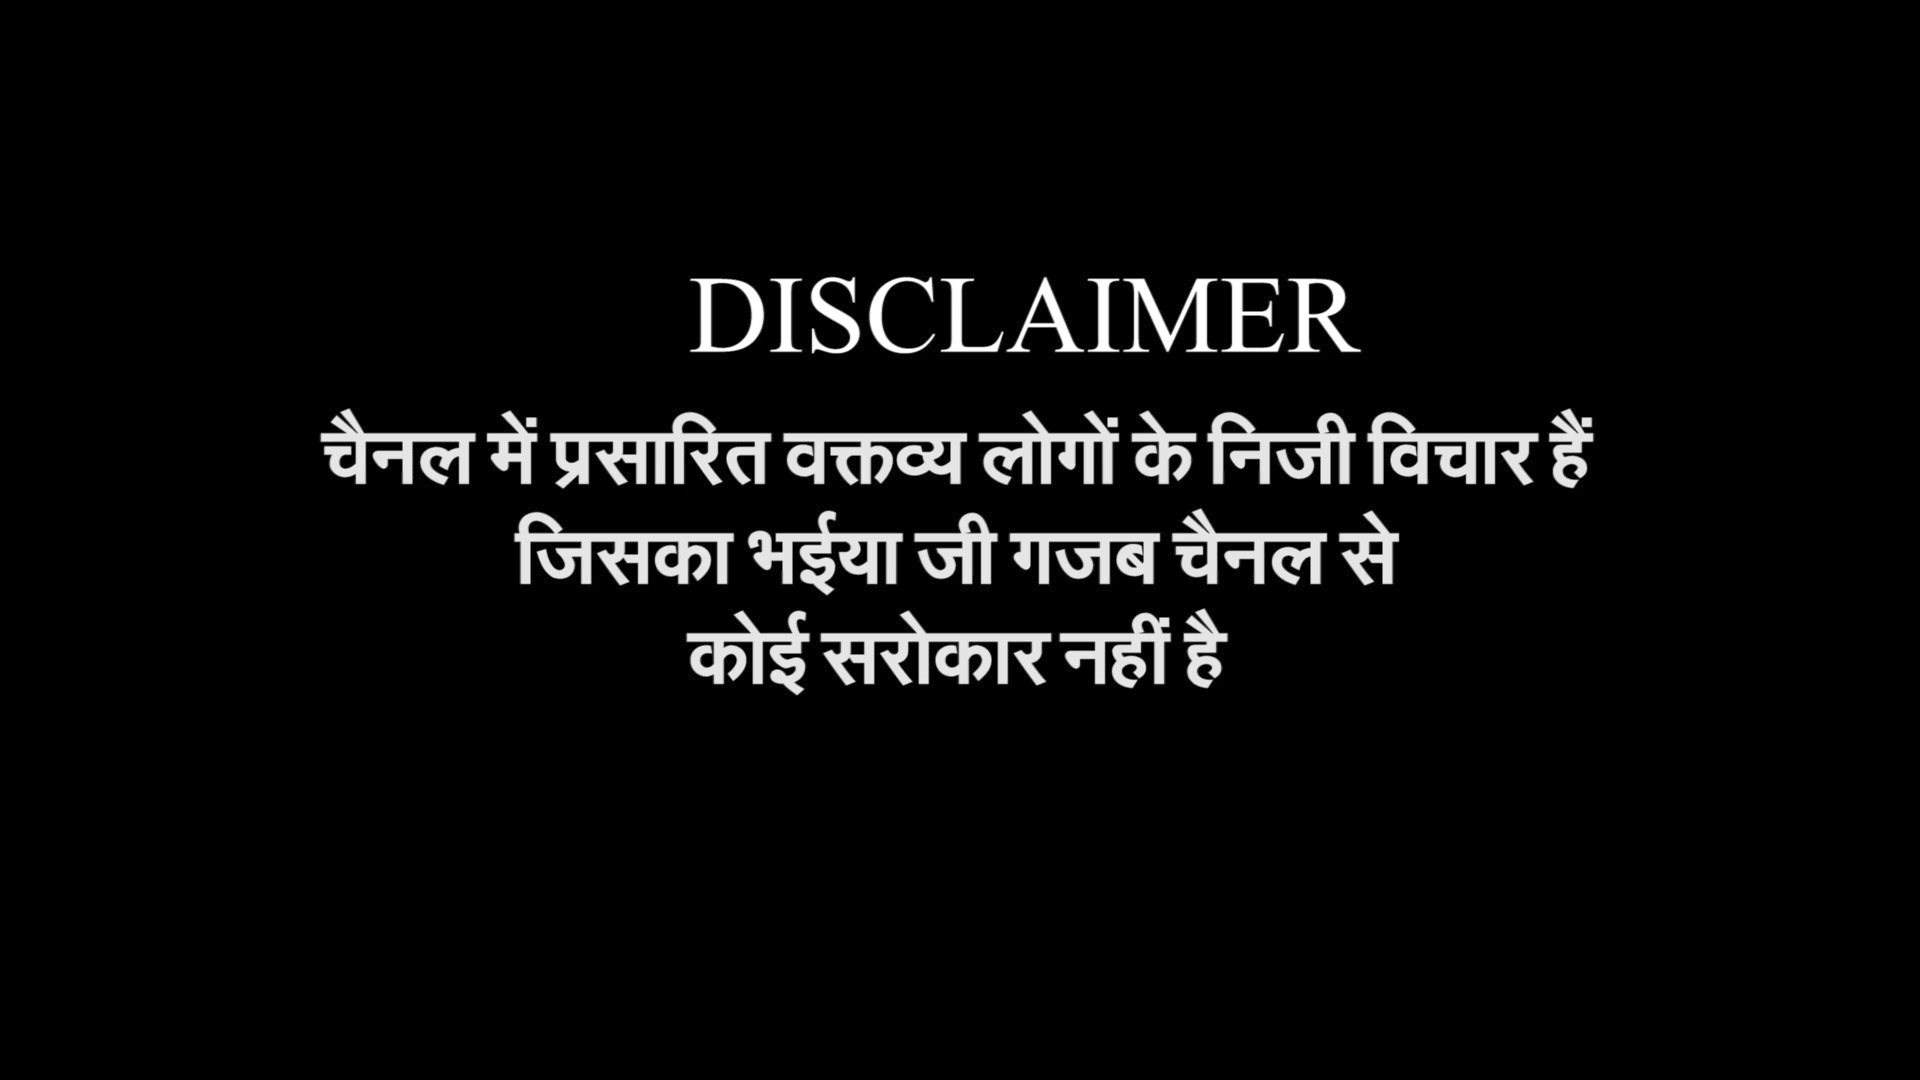 DISCLAIMER
चैनल में प्रसारित वक्तव्य लोगों के निजी विचार हैं
जिसका भईया जी गजब चैनल से
कोई सरोकार नहीं है